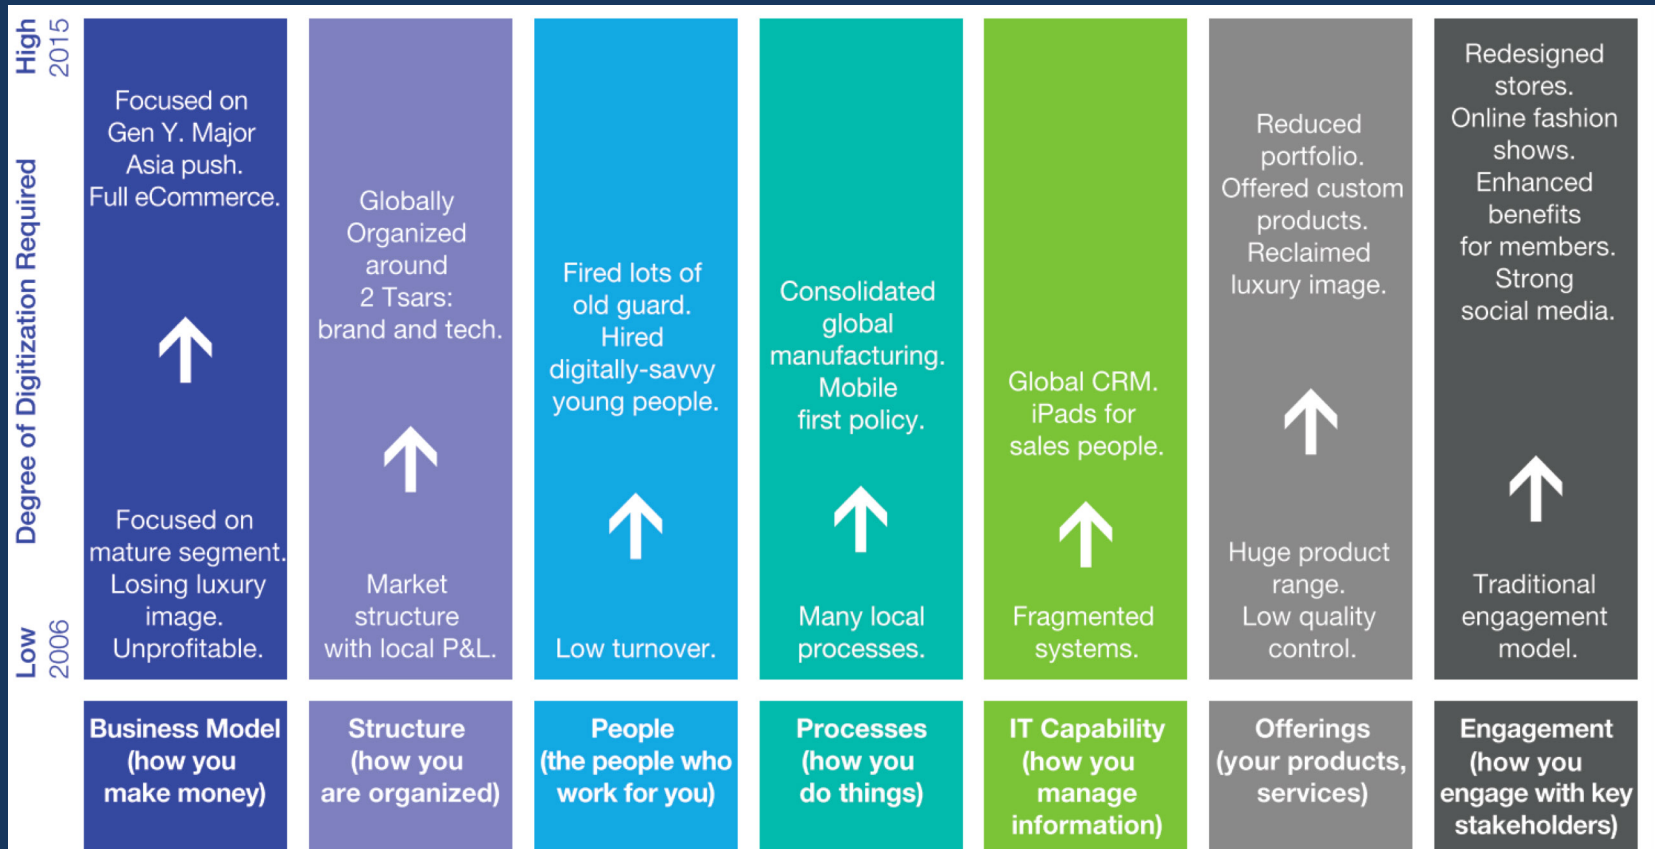 High
2015
Degree of Digitization Required
Low
2006
Focused on
Gen Y. Major
Asia push.
Full eCommerce.
Focused on
mature segment.
Losing luxury
image.
Unprofitable.
Business Model
(how you
make money)
Globally
Organized
around
2 Tsars:
brand and tech.
Market
structure
with local P&L.
Structure
(how you
are organized)
Fired lots of
old guard.
Hired
digitally-savvy
young people.
Low turnover.
People
(the people who
work for you)
Consolidated
global
manufacturing.
Mobile
first policy.
Many local
processes.
Processes
(how you
do things)
Global CRM.
iPads for
sales people.
Fragmented
systems.
IT Capability
(how you
manage
information)
Reduced
portfolio.
Offered custom
products.
Reclaimed
luxury image.
Huge product
range.
Low quality
control.
Offerings
(your products,
services)
Redesigned
stores.
Online fashion
shows.
Enhanced
benefits
for members.
Strong
social media.
Traditional
engagement
model.
Engagement
(how you
engage with key
stakeholders)